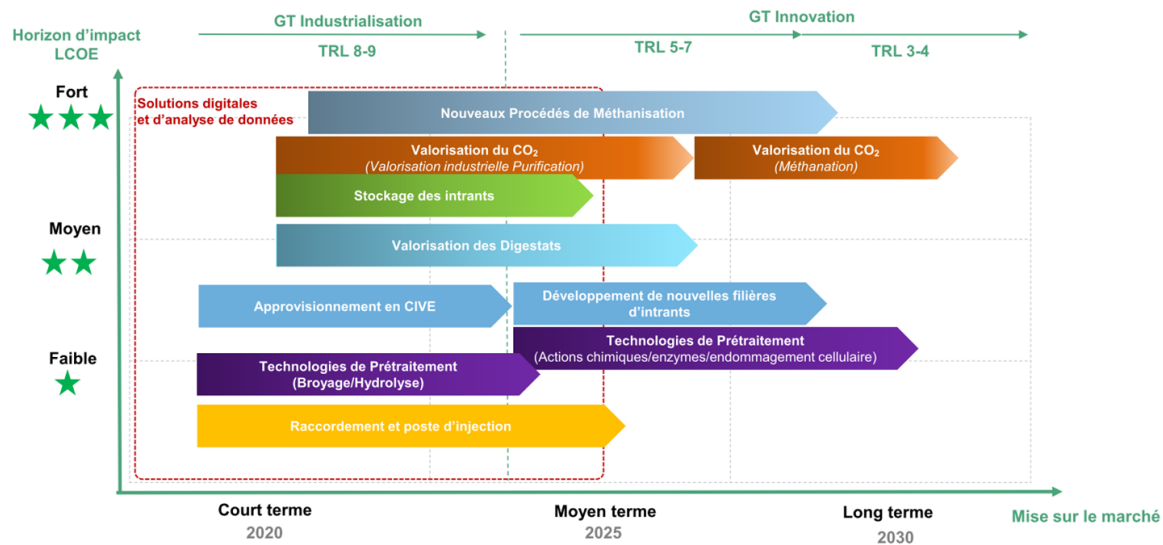 GT Industrialisation
GT Innovation
Horizon d’impact
LCOE
TRL 8-9
TRL 5-7
TRL 3-4
Fort
Solutions digitales
et d’analyse de données
Nouveaux Procédés de Méthanisation
Valorisation du CO₂
(Valorisation industrielle Purification)
Valorisation du CO₂
(Méthanation)
Stockage des intrants
Moyen
Valorisation des Digestats
Approvisionnement en CIVE
Développement de nouvelles filières
d’intrants
Technologies de Prétraitement
(Actions chimiques/enzymes/endommagement cellulaire)
Faible
Technologies de Prétraitement
(Broyage/Hydrolyse)
Raccordement et poste d’injection
Court terme
2020
Moyen terme
2025
Long terme
2030
Mise sur le marché